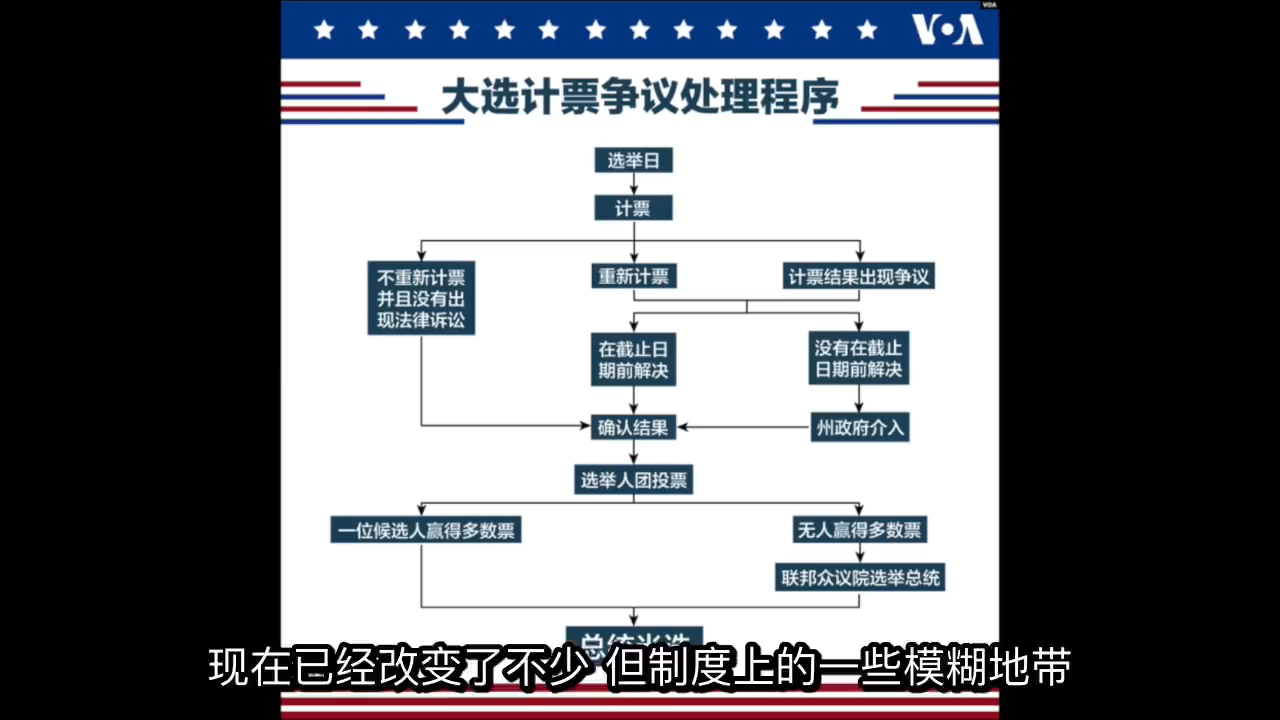 VOA
VOA
大选计票争议处理程序
选举日
计票
不重新计票
并且没有出
现法律诉讼
重新计票
计票结果出现争议
在截止日
期前解决
没有在截止
日期前解决
确认结果
州政府介入
选举人团投票
一位候选人赢得多数票
无人赢得多数票
联邦众议院选举总统
总统当选
现在已经改变了不少 但制度上的一些模糊地带